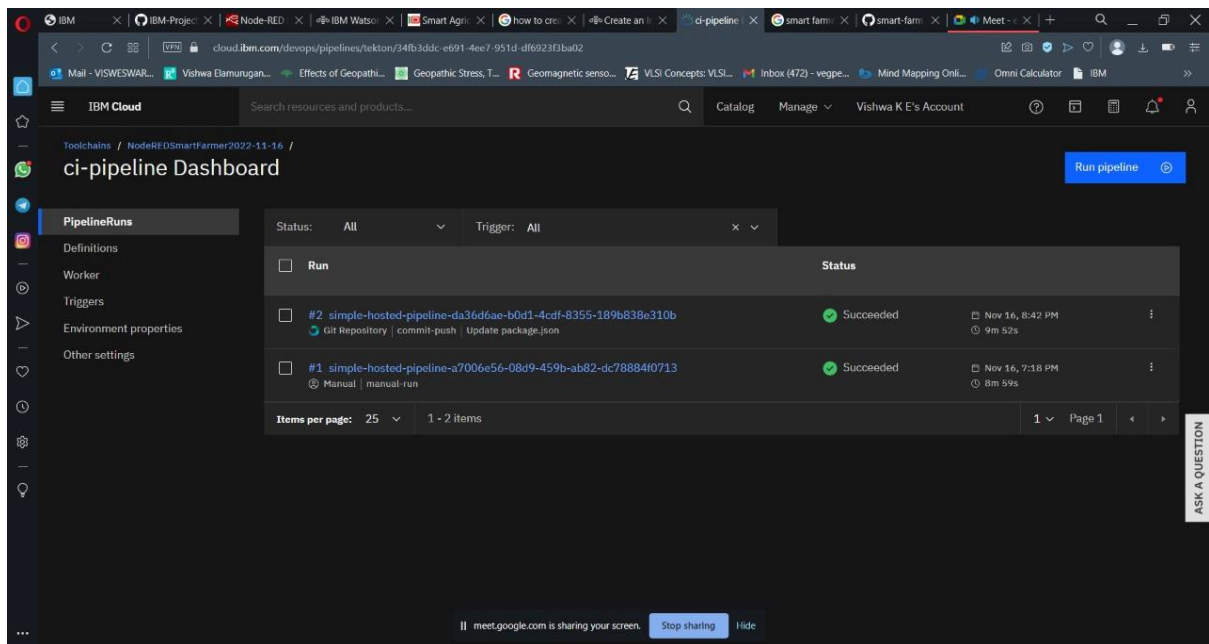 IBM
IBM-Project
Node-RED
IBM Watson
Smart Agric
how to crea
Create an I
ci-pipeline
smart farm
smart-farm
Meet - e
VPN
cloud.ibm.com/devops/pipelines/tekton/34fb3ddc-e691-4ee7-951d-df6923f3ba02
Mail - VISWESWAR...
Vishwa Elamurugan...
Effects of Geopathi...
Geopathic Stress, T...
Geomagnetic senso...
VLSI Concepts: VLSI...
Inbox (472) - vegpe...
Mind Mapping Onli...
Omni Calculator
IBM
IBM Cloud
Search resources and products...
Catalog
Manage
Vishwa K E's Account
Toolchains / NodeREDSmartFarmer2022-11-16 /
ci-pipeline Dashboard
Run pipeline
PipelineRuns
Definitions
Worker
Triggers
Environment properties
Other settings
Status: All
Trigger: All
Run
Status
#2 simple-hosted-pipeline-da36d6ae-b0d1-4cdf-8355-189b838e310b
Git Repository | commit-push | Update package.json
Succeeded
Nov 16, 8:42 PM
9m 52s
#1 simple-hosted-pipeline-a7006e56-08d9-459b-ab82-dc78884f0713
Manual | manual-run
Succeeded
Nov 16, 7:18 PM
8m 59s
Items per page: 25
1 - 2 items
1
Page 1
ASK A QUESTION
meet.google.com is sharing your screen.
Stop sharing
Hide